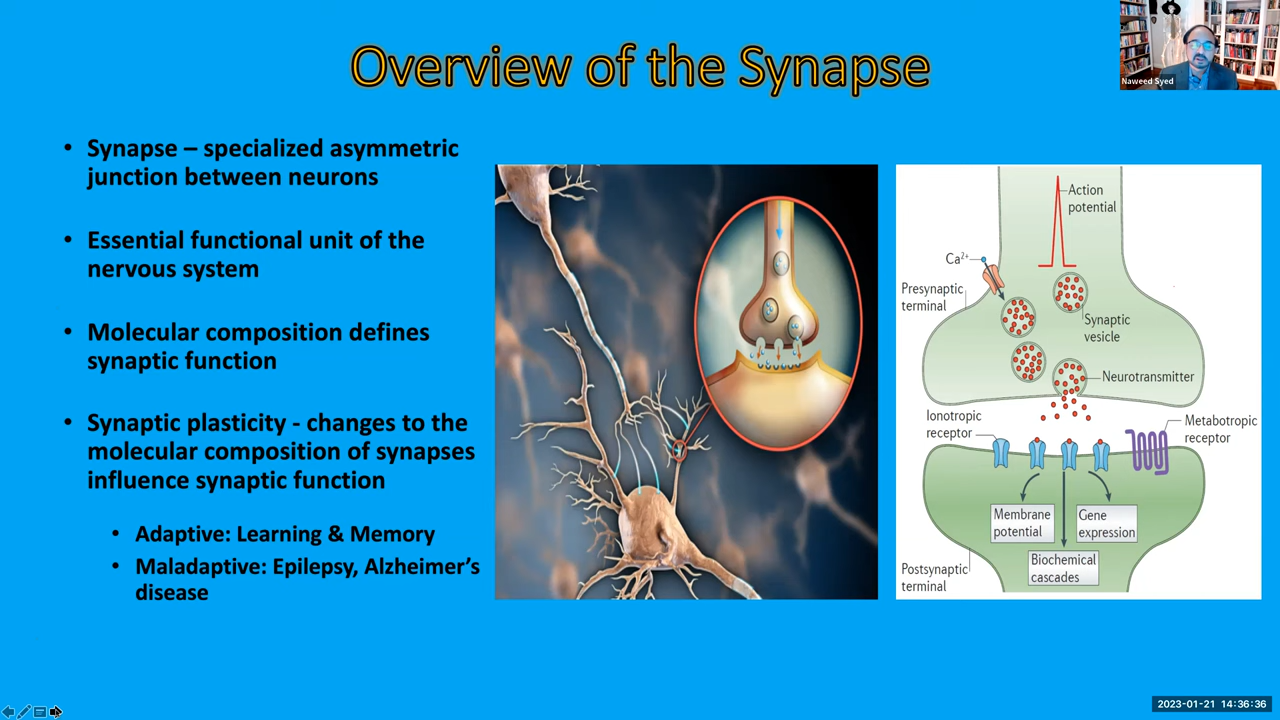 Overview of the Synapse
Naweed Syed
• Synapse – specialized asymmetric
junction between neurons
• Essential functional unit of the
nervous system
• Molecular composition defines
synaptic function
• Synaptic plasticity - changes to the
molecular composition of synapses
influence synaptic function
• Adaptive: Learning & Memory
• Maladaptive: Epilepsy, Alzheimer’s
disease
Action
potential
Ca²⁺
Presynaptic
terminal
Synaptic
vesicle
Neurotransmitter
Ionotropic
receptor
Metabotropic
receptor
Membrane
potential
Gene
expression
Biochemical
cascades
Postsynaptic
terminal
2023-01-21 14:36:36